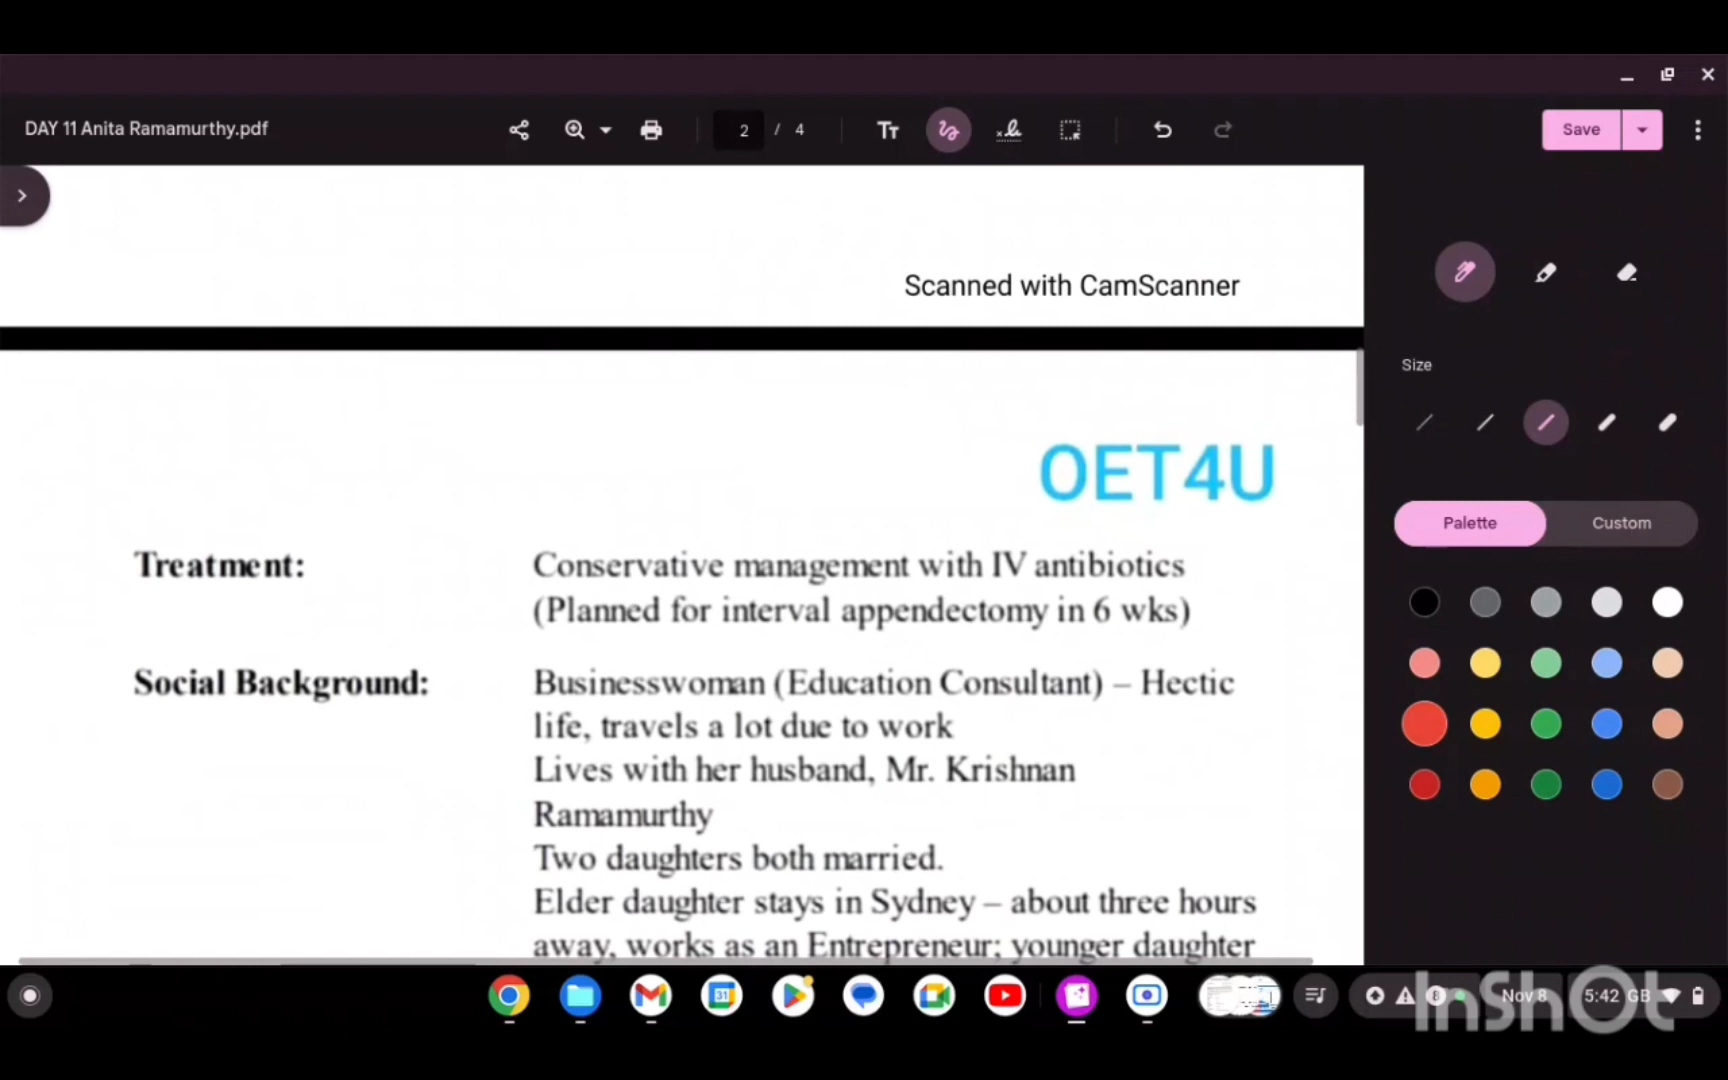 DAY 11 Anita Ramamurthy.pdf
2 / 4
Save
Scanned with CamScanner
Size
OET4U
Palette
Custom
Treatment:
Conservative management with IV antibiotics
(Planned for interval appendectomy in 6 wks)
Social Background:
Businesswoman (Education Consultant) – Hectic
life, travels a lot due to work
Lives with her husband, Mr. Krishnan
Ramamurthy
Two daughters both married.
Elder daughter stays in Sydney – about three hours
away, works as an Entrepreneur; younger daughter
31
8
Nov 8
5:42
GB
InShOt